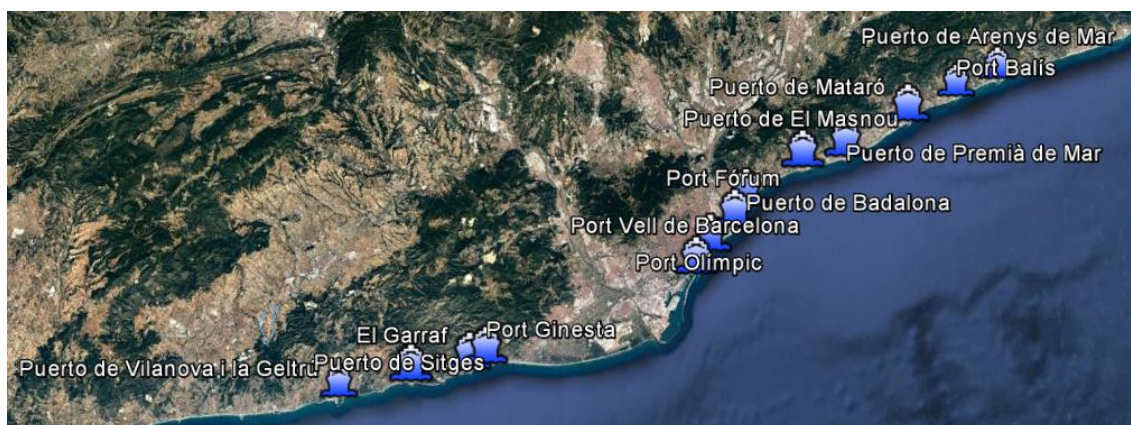 Puerto de Arenys de Mar
Port Balís
Puerto de Mataró
Puerto de El Masnou
Puerto de Premià de Mar
Port Fórum
Puerto de Badalona
Port Vell de Barcelona
Port Olímpic
El Garraf
Port Ginesta
Puerto de Vilanova i la Geltrú
Puerto de Sitges